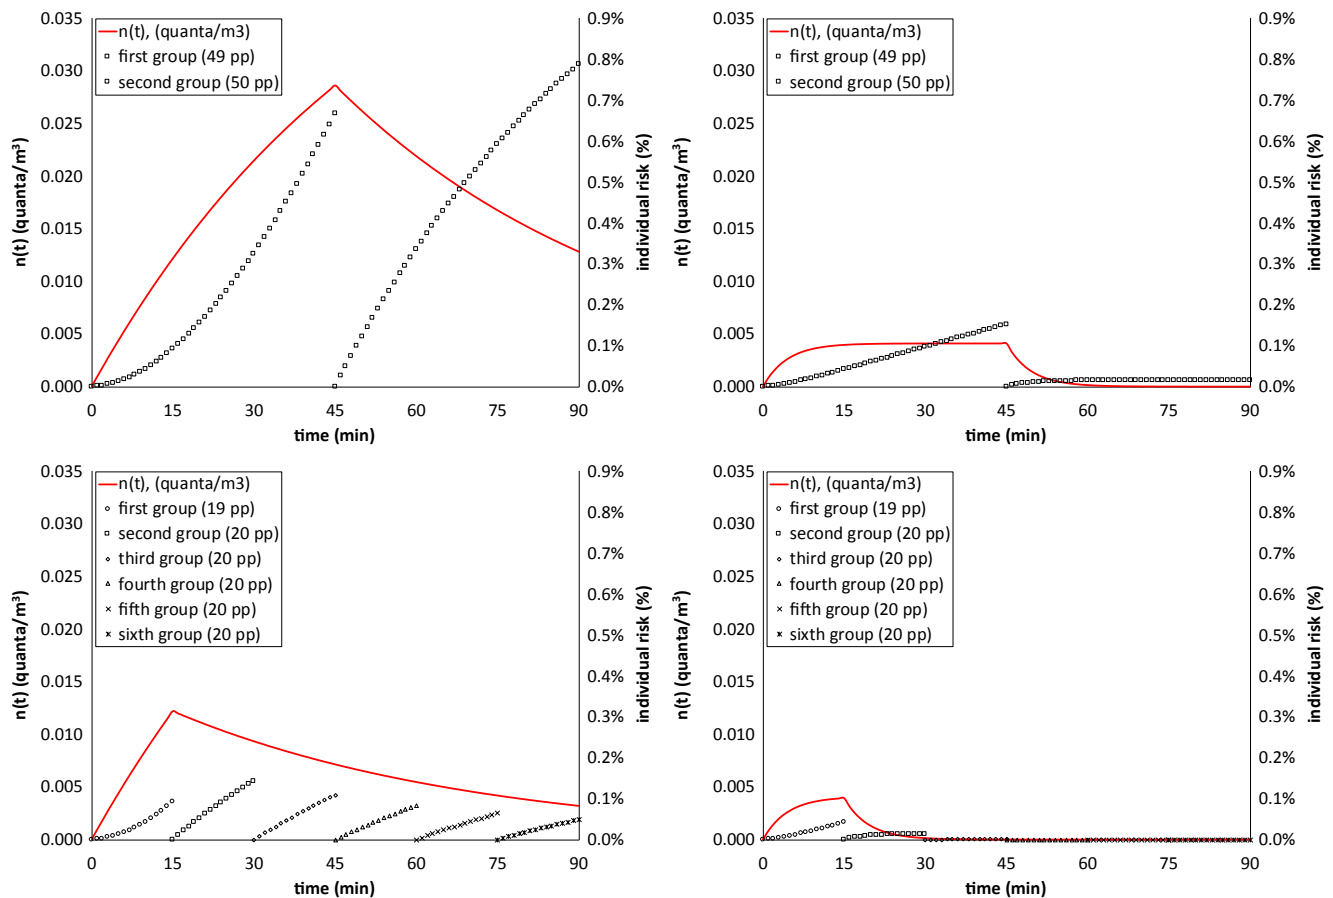 0.035
0.030
0.025
0.020
0.015
0.010
0.005
0.000
n(t) (quanta/m³)
n(t), (quanta/m3)
first group (49 pp)
second group (50 pp)
0.9%
0.8%
0.7%
0.6%
0.5%
0.4%
0.3%
0.2%
0.1%
0.0%
individual risk (%)
0 15 30 45 60 75 90
time (min)
0.035
0.030
0.025
0.020
0.015
0.010
0.005
0.000
n(t) (quanta/m³)
n(t), (quanta/m3)
first group (49 pp)
second group (50 pp)
0.9%
0.8%
0.7%
0.6%
0.5%
0.4%
0.3%
0.2%
0.1%
0.0%
individual risk (%)
0 15 30 45 60 75 90
time (min)
0.035
0.030
0.025
0.020
0.015
0.010
0.005
0.000
n(t) (quanta/m³)
n(t), (quanta/m3)
first group (19 pp)
second group (20 pp)
third group (20 pp)
fourth group (20 pp)
fifth group (20 pp)
sixth group (20 pp)
0.9%
0.8%
0.7%
0.6%
0.5%
0.4%
0.3%
0.2%
0.1%
0.0%
individual risk (%)
0 15 30 45 60 75 90
time (min)
0.035
0.030
0.025
0.020
0.015
0.010
0.005
0.000
n(t) (quanta/m³)
n(t), (quanta/m3)
first group (19 pp)
second group (20 pp)
third group (20 pp)
fourth group (20 pp)
fifth group (20 pp)
sixth group (20 pp)
0.9%
0.8%
0.7%
0.6%
0.5%
0.4%
0.3%
0.2%
0.1%
0.0%
individual risk (%)
0 15 30 45 60 75 90
time (min)